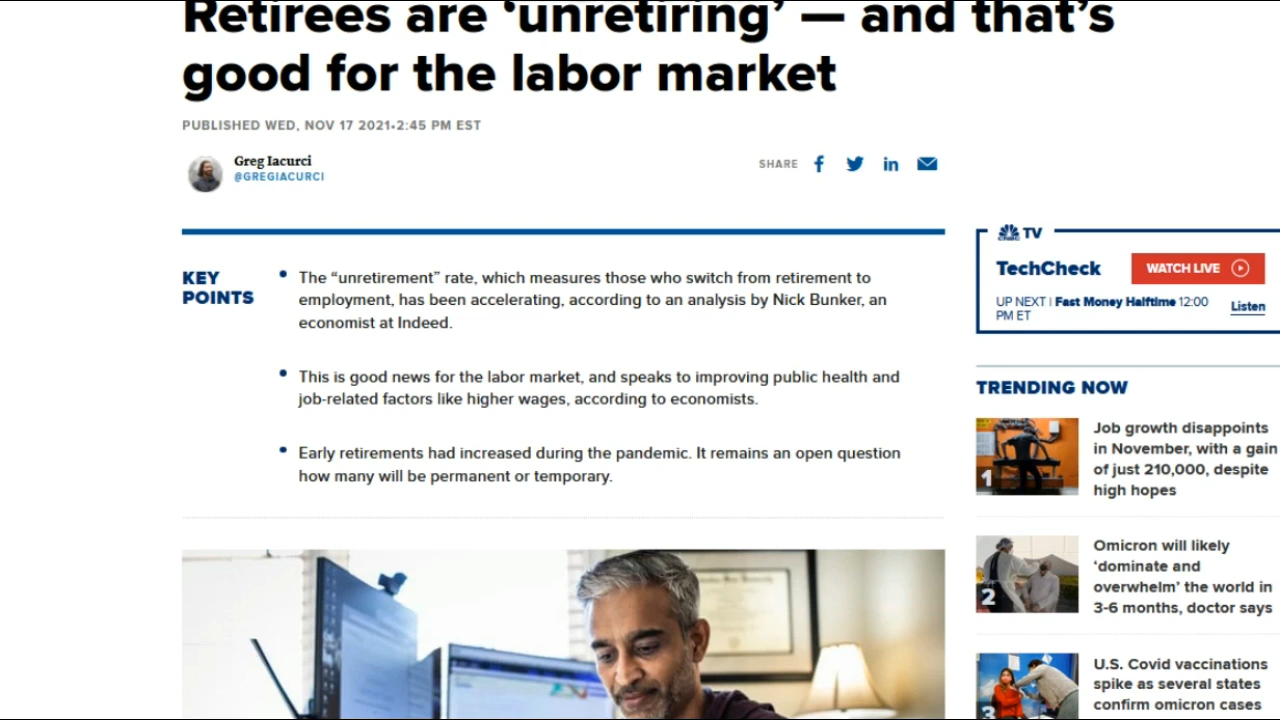 Retirees are ‘unretiring’ — and that’s
good for the labor market
PUBLISHED WED, NOV 17 2021•2:45 PM EST
Greg Iacurci
@GREGIACURCI
SHARE
KEY
POINTS
• The “unretirement” rate, which measures those who switch from retirement to
employment, has been accelerating, according to an analysis by Nick Bunker, an
economist at Indeed.
• This is good news for the labor market, and speaks to improving public health and
job-related factors like higher wages, according to economists.
• Early retirements had increased during the pandemic. It remains an open question
how many will be permanent or temporary.
CNBC TV
TechCheck
WATCH LIVE
UP NEXT | Fast Money Halftime 12:00
PM ET
Listen
TRENDING NOW
1
Job growth disappoints
in November, with a gain
of just 210,000, despite
high hopes
2
Omicron will likely
‘dominate and
overwhelm’ the world in
3-6 months, doctor says
3
U.S. Covid vaccinations
spike as several states
confirm omicron cases